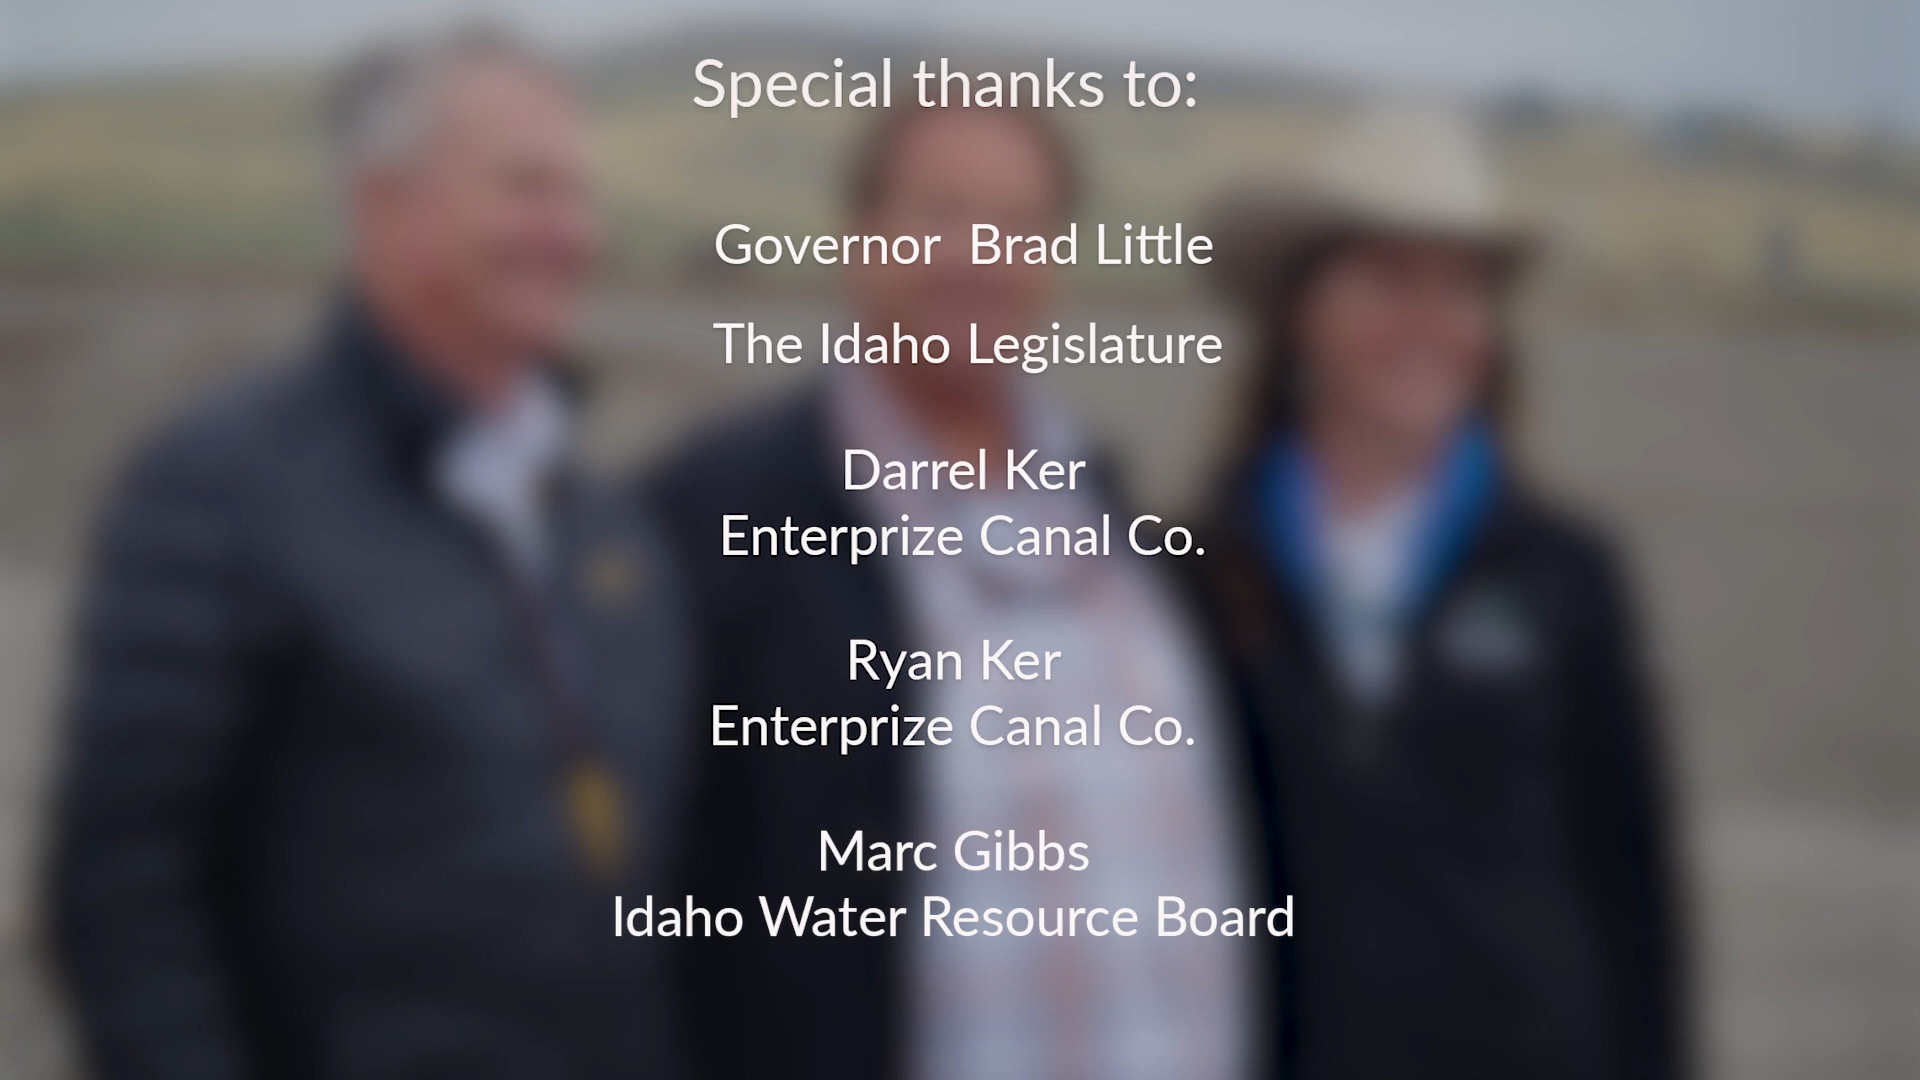 Special thanks to:
Governor  Brad Little
The Idaho Legislature
Darrel Ker
Enterprize Canal Co.
Ryan Ker
Enterprize Canal Co.
Marc Gibbs
Idaho Water Resource Board